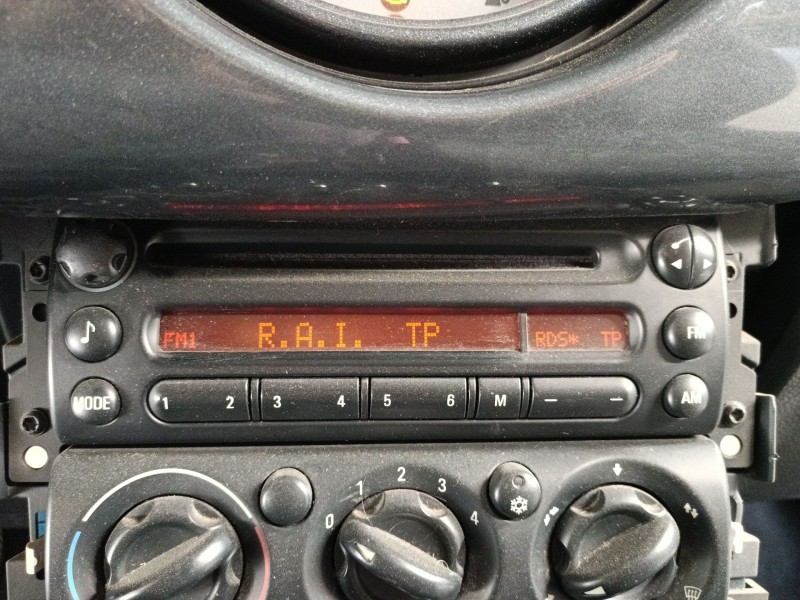 FM1 R.A.I. TP RDS* TP
FM
MODE 1 2 3 4 5 6 M AM
0 1 2 3 4